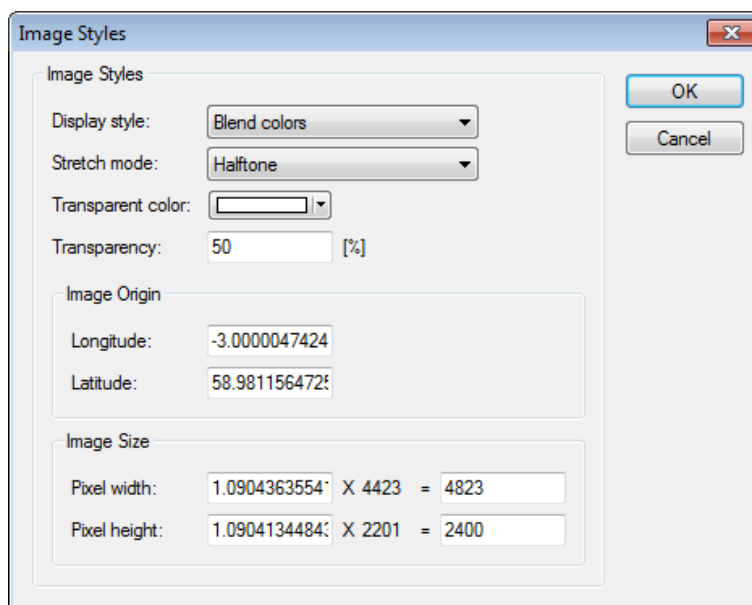 Image Styles
Image Styles
OK
Cancel
Display style: Blend colors
Stretch mode: Halftone
Transparent color:
Transparency: 50 [%]
Image Origin
Longitude: -3.0000047424
Latitude: 58.981156472
Image Size
Pixel width: 1.0904363554 X 4423 = 4823
Pixel height: 1.0904134484 X 2201 = 2400